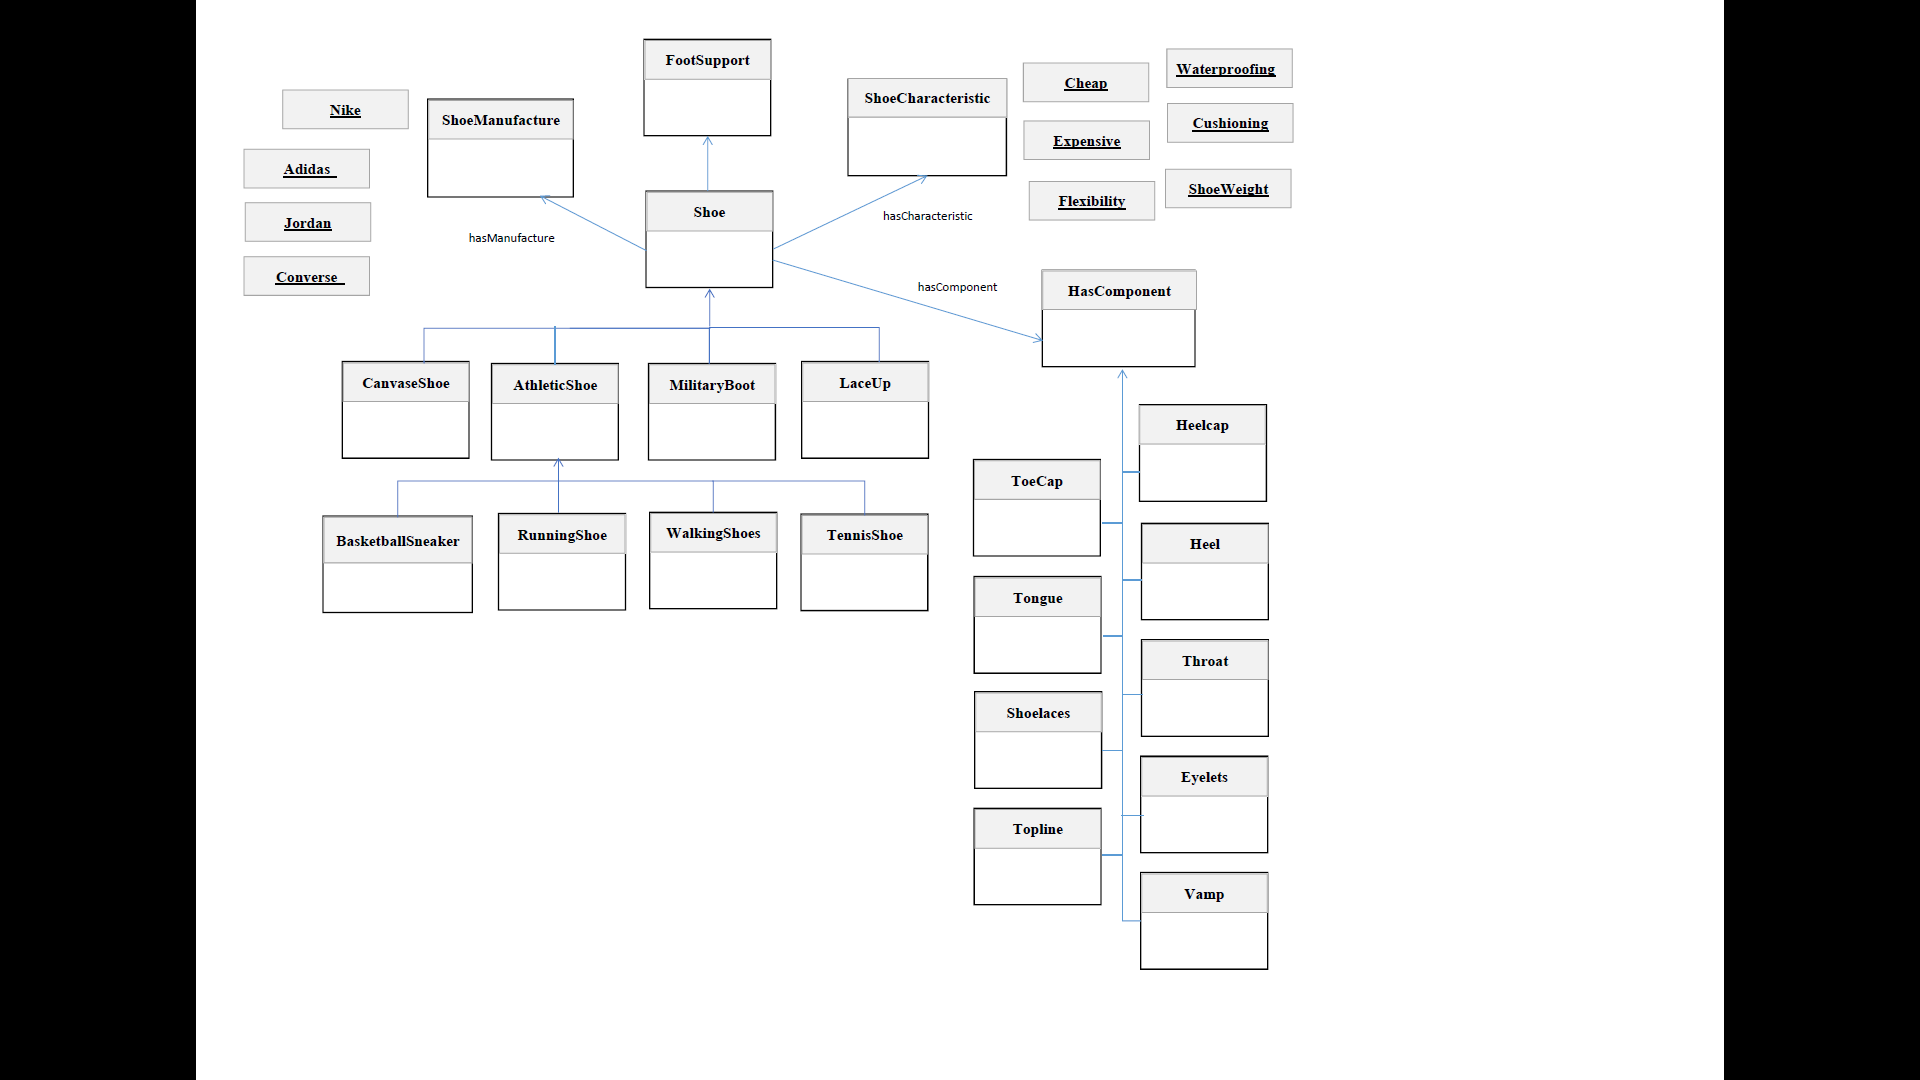 FootSupport
Waterproofing
Cheap
ShoeCharacteristic
Nike
ShoeManufacture
Cushioning
Expensive
Adidas
ShoeWeight
Flexibility
Shoe
hasCharacteristic
Jordan
hasManufacture
Converse
hasComponent
HasComponent
CanvaseShoe
AthleticShoe
MilitaryBoot
LaceUp
Heelcap
ToeCap
BasketballSneaker
RunningShoe
WalkingShoes
TennisShoe
Heel
Tongue
Throat
Shoelaces
Eyelets
Topline
Vamp